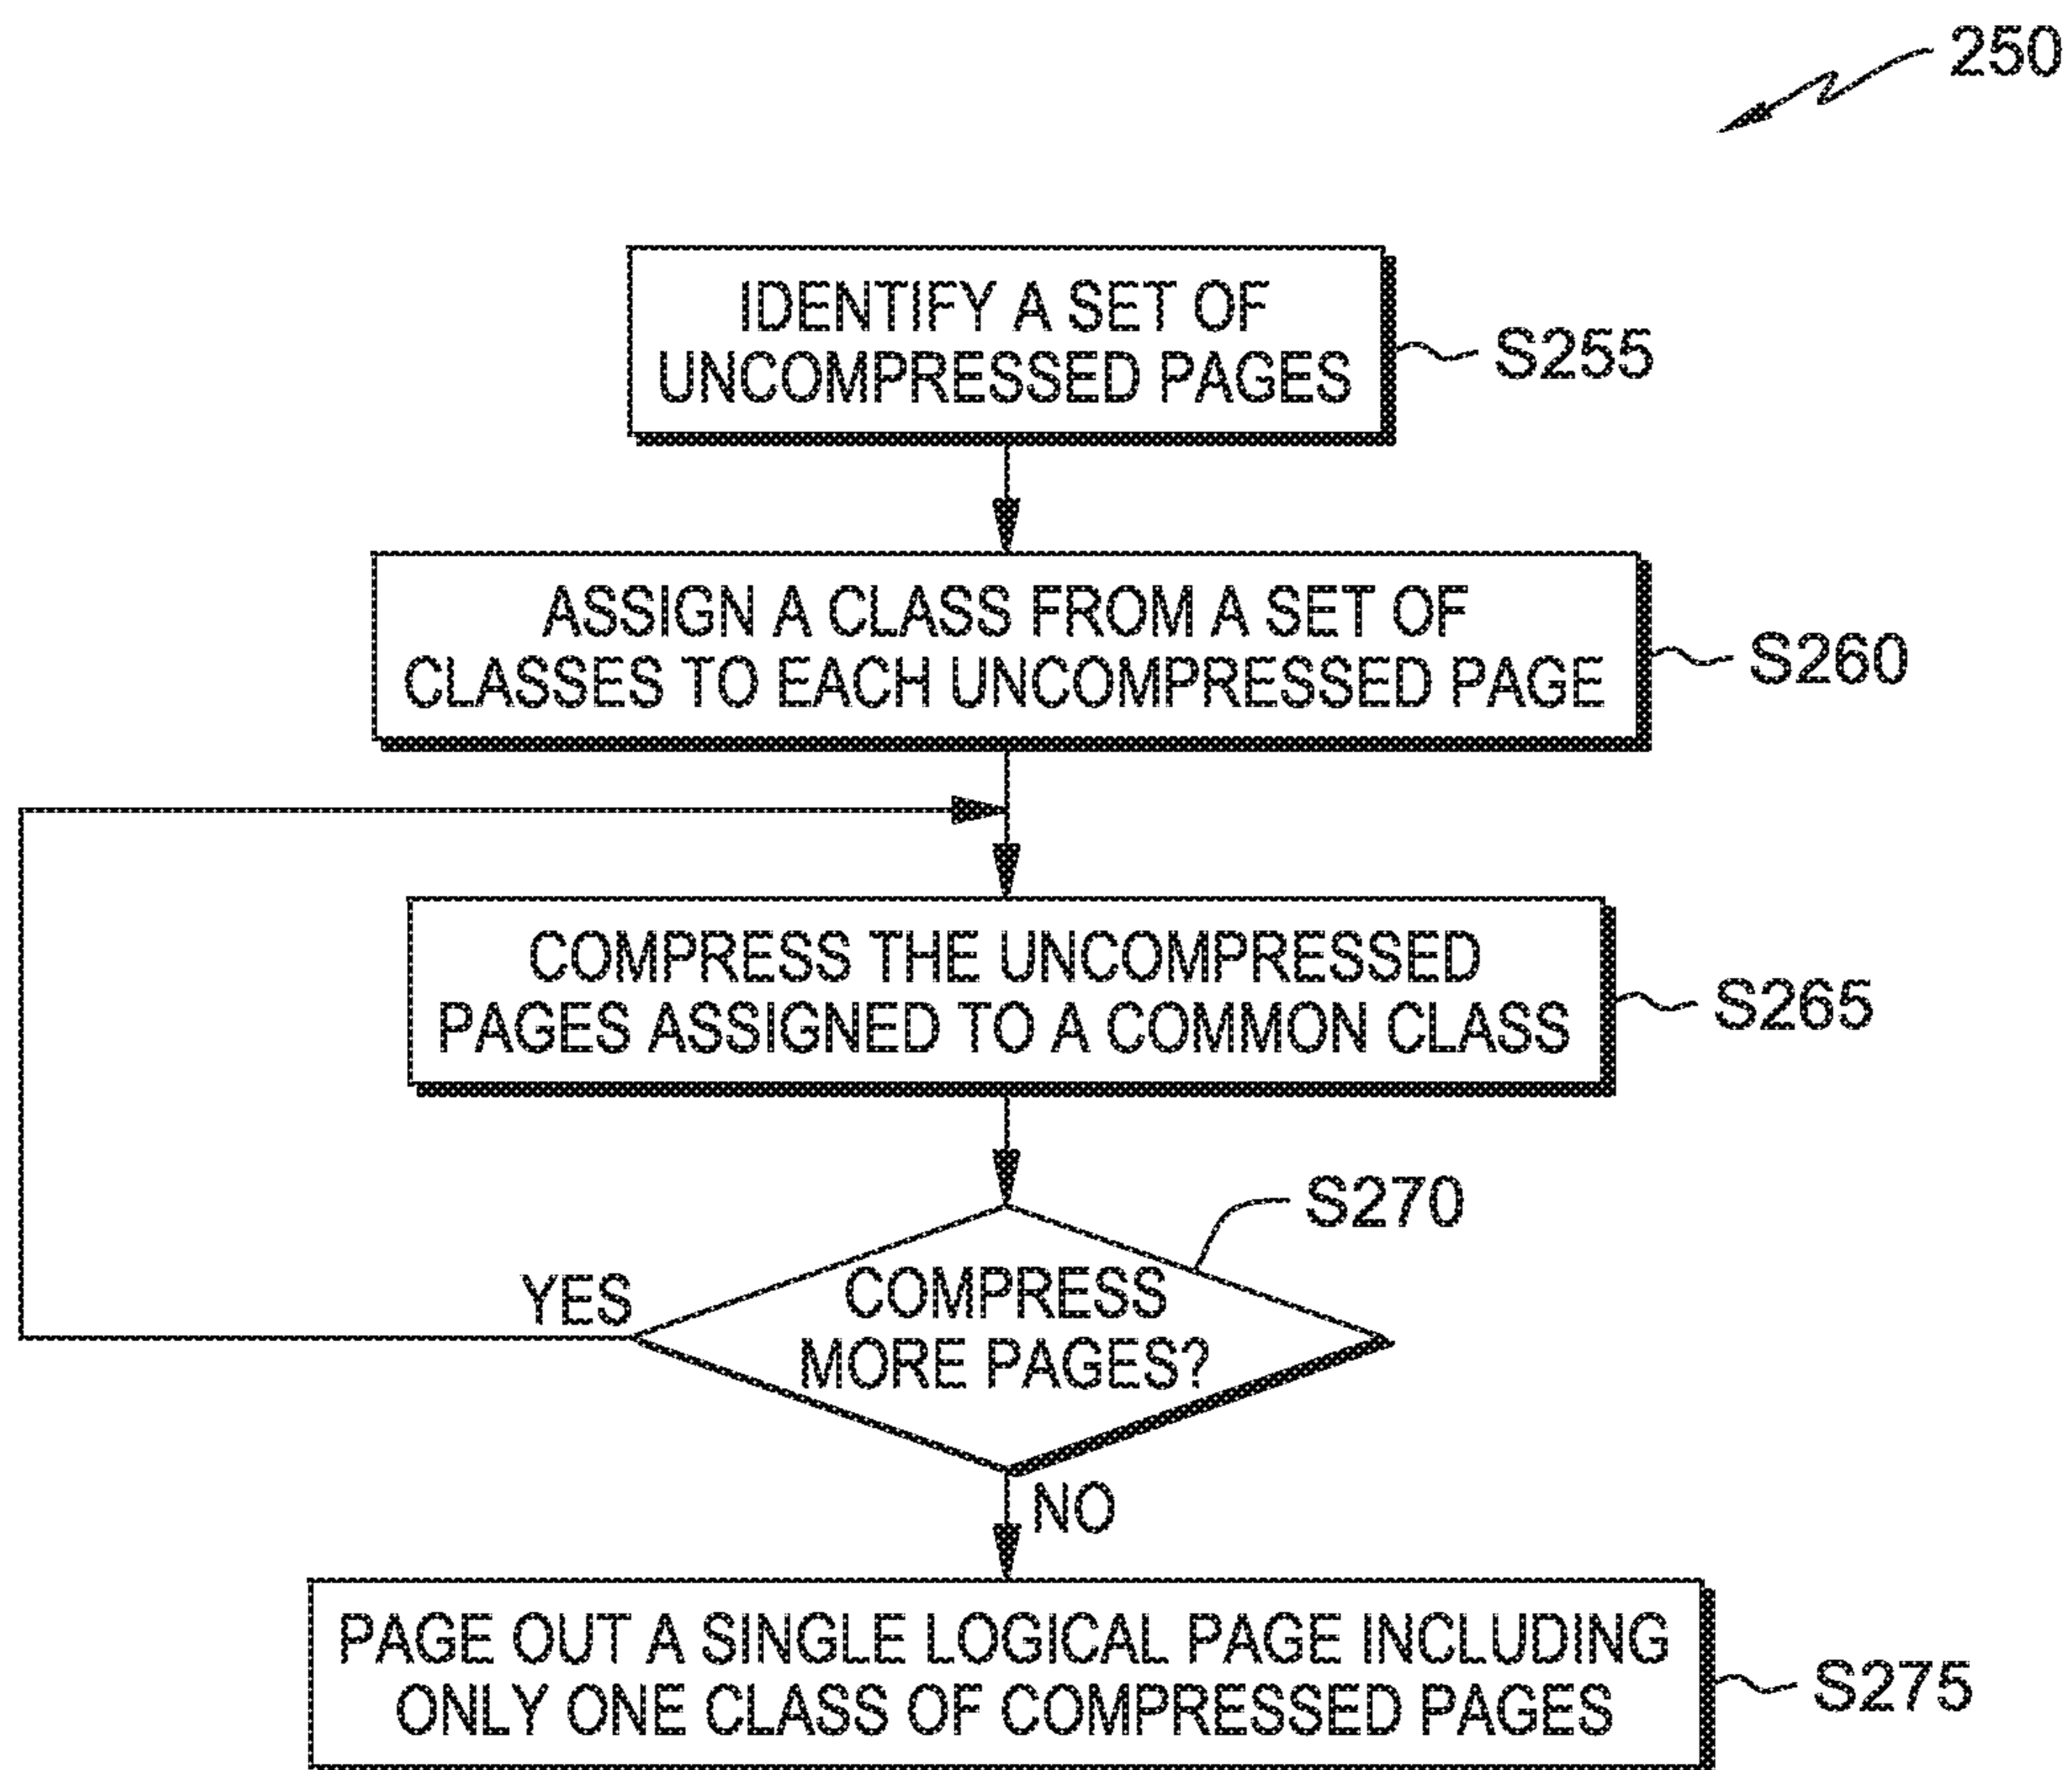 250
IDENTIFY A SET OF
UNCOMPRESSED PAGES
S255
ASSIGN A CLASS FROM A SET OF
CLASSES TO EACH UNCOMPRESSED PAGE
S260
COMPRESS THE UNCOMPRESSED
PAGES ASSIGNED TO A COMMON CLASS
S265
S270
YES
COMPRESS
MORE PAGES?
NO
PAGE OUT A SINGLE LOGICAL PAGE INCLUDING
ONLY ONE CLASS OF COMPRESSED PAGES
S275